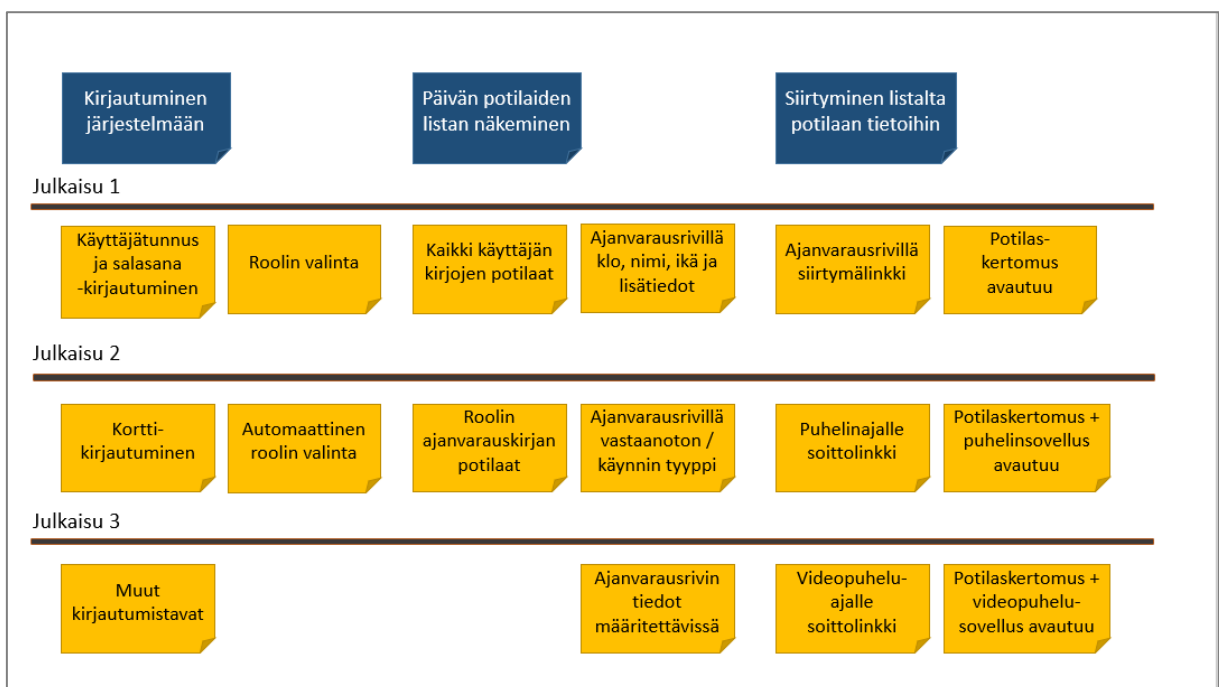 Kirjautuminen
järjestelmään
Päivän potilaiden
listan näkeminen
Siirtyminen listalta
potilaan tietoihin
Julkaisu 1
Käyttäjätunnus
ja salasana
-kirjautuminen
Roolin valinta
Kaikki käyttäjän
kirjojen potilaat
Ajanvarausrivillä
klo, nimi, ikä ja
lisätiedot
Ajanvarausrivillä
siirtymälinkki
Potilas-
kertomus
avautuu
Julkaisu 2
Kortti-
kirjautuminen
Automaattinen
roolin valinta
Roolin
ajanvarauskirjan
potilaat
Ajanvarausrivillä
vastaanoton /
käynnin tyyppi
Puhelinajalle
soittolinkki
Potilaskertomus +
puhelinsovellus
avautuu
Julkaisu 3
Muut
kirjautumistavat
Ajanvarausrivin
tiedot
määritettävissä
Videopuhelu-
ajalle
soittolinkki
Potilaskertomus +
videopuhelu-
sovellus avautuu